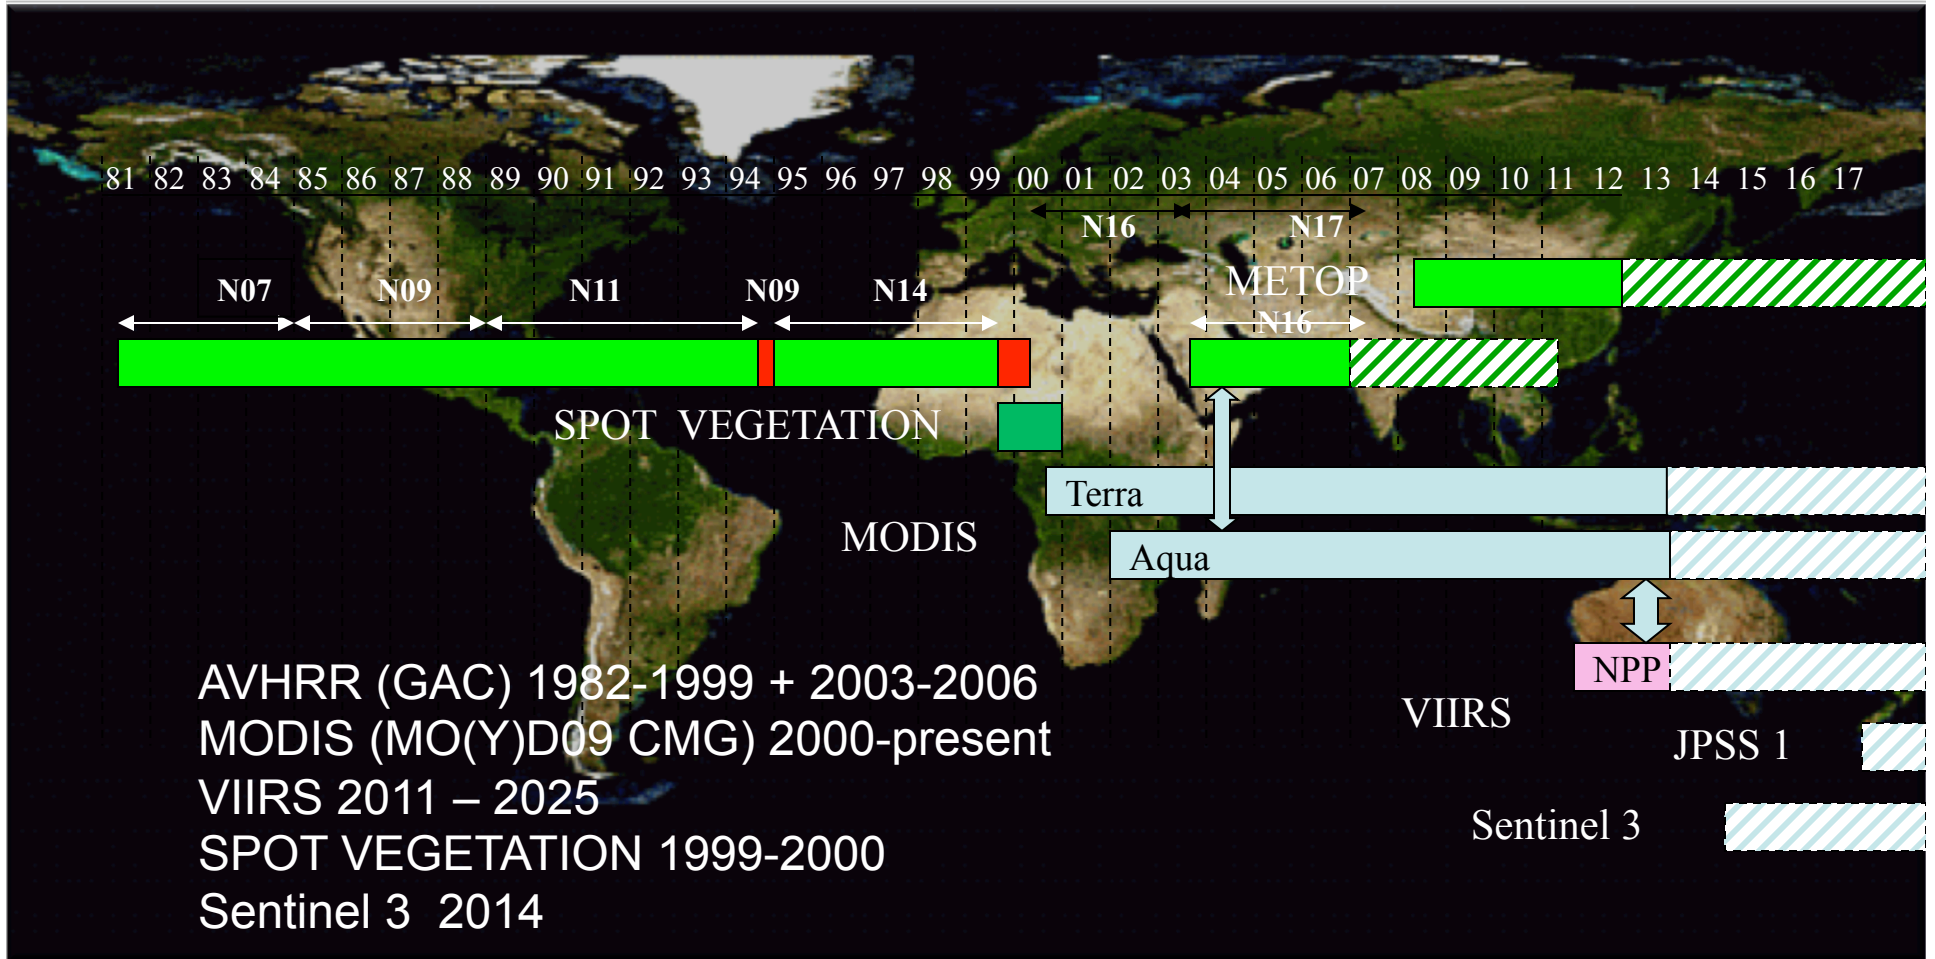 81 82 83 84 85 86 87 88 89 90 91 92 93 94 95 96 97 98 99 00 01 02 03 04 05 06 07 08 09 10 11 12 13 14 15 16 17
N16 N17
METOP
N07 N09 N11 N09 N14
N16
SPOT VEGETATION
Terra
MODIS
Aqua
NPP
VIIRS
JPSS 1
Sentinel 3
AVHRR (GAC) 1982-1999 + 2003-2006
MODIS (MO(Y)D09 CMG) 2000-present
VIIRS 2011 – 2025
SPOT VEGETATION 1999-2000
Sentinel 3 2014